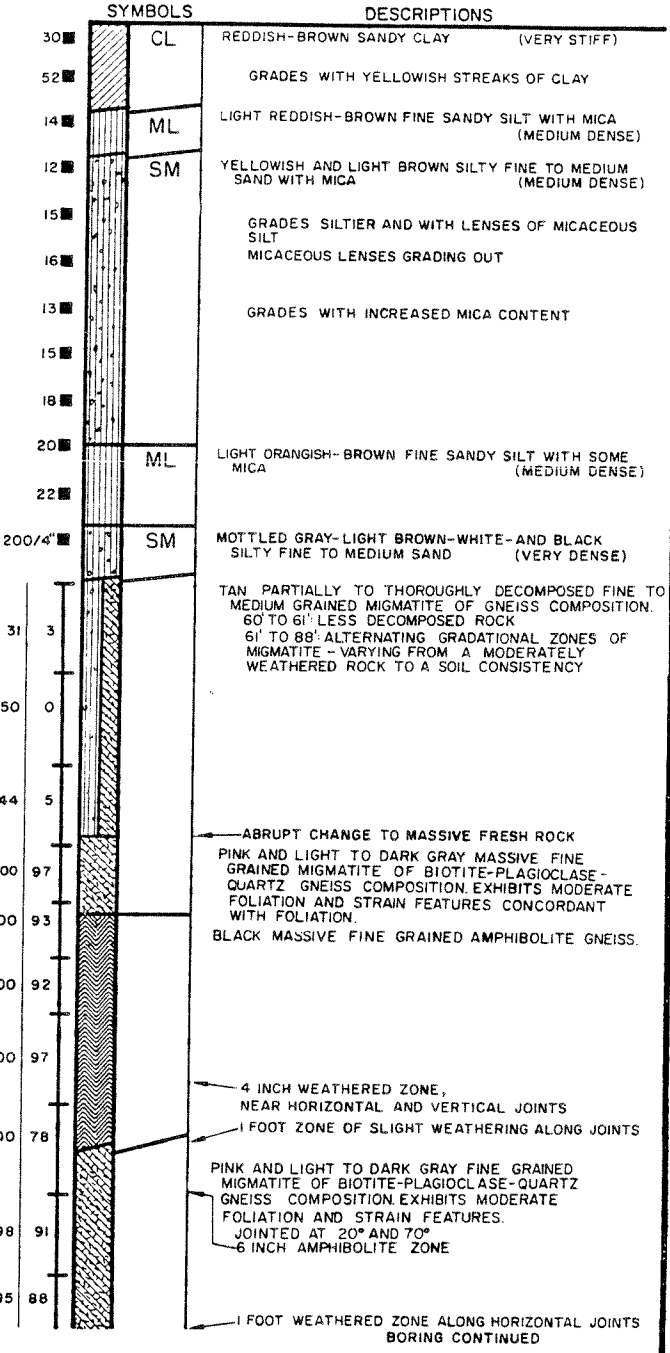 SYMBOLS DESCRIPTIONS
30 CL REDDISH-BROWN SANDY CLAY (VERY STIFF)
52 GRADES WITH YELLOWISH STREAKS OF CLAY
14 ML LIGHT REDDISH-BROWN FINE SANDY SILT WITH MICA
(MEDIUM DENSE)
12 SM YELLOWISH AND LIGHT BROWN SILTY FINE TO MEDIUM
SAND WITH MICA (MEDIUM DENSE)
15 GRADES SILTIER AND WITH LENSES OF MICACEOUS
SILT
16 MICACEOUS LENSES GRADING OUT
13 GRADES WITH INCREASED MICA CONTENT
15
18
20 ML LIGHT ORANGISH-BROWN FINE SANDY SILT WITH SOME
MICA (MEDIUM DENSE)
22
200/4" SM MOTTLED GRAY-LIGHT BROWN-WHITE-AND BLACK
SILTY FINE TO MEDIUM SAND (VERY DENSE)
TAN PARTIALLY TO THOROUGHLY DECOMPOSED FINE TO
MEDIUM GRAINED MIGMATITE OF GNEISS COMPOSITION.
60' TO 61': LESS DECOMPOSED ROCK
31 3 61' TO 88': ALTERNATING GRADATIONAL ZONES OF
MIGMATITE - VARYING FROM A MODERATELY
WEATHERED ROCK TO A SOIL CONSISTENCY
50 0
44 5
ABRUPT CHANGE TO MASSIVE FRESH ROCK
PINK AND LIGHT TO DARK GRAY MASSIVE FINE
00 97 GRAINED MIGMATITE OF BIOTITE-PLAGIOCLASE-
QUARTZ GNEISS COMPOSITION. EXHIBITS MODERATE
FOLIATION AND STRAIN FEATURES CONCORDANT
00 93 WITH FOLIATION.
BLACK MASSIVE FINE GRAINED AMPHIBOLITE GNEISS.
00 92
00 97
4 INCH WEATHERED ZONE,
NEAR HORIZONTAL AND VERTICAL JOINTS
00 78 1 FOOT ZONE OF SLIGHT WEATHERING ALONG JOINTS
PINK AND LIGHT TO DARK GRAY FINE GRAINED
MIGMATITE OF BIOTITE-PLAGIOCLASE-QUARTZ
GNEISS COMPOSITION. EXHIBITS MODERATE
FOLIATION AND STRAIN FEATURES.
98 91 JOINTED AT 20° AND 70°
6 INCH AMPHIBOLITE ZONE
95 88
1 FOOT WEATHERED ZONE ALONG HORIZONTAL JOINTS
BORING CONTINUED